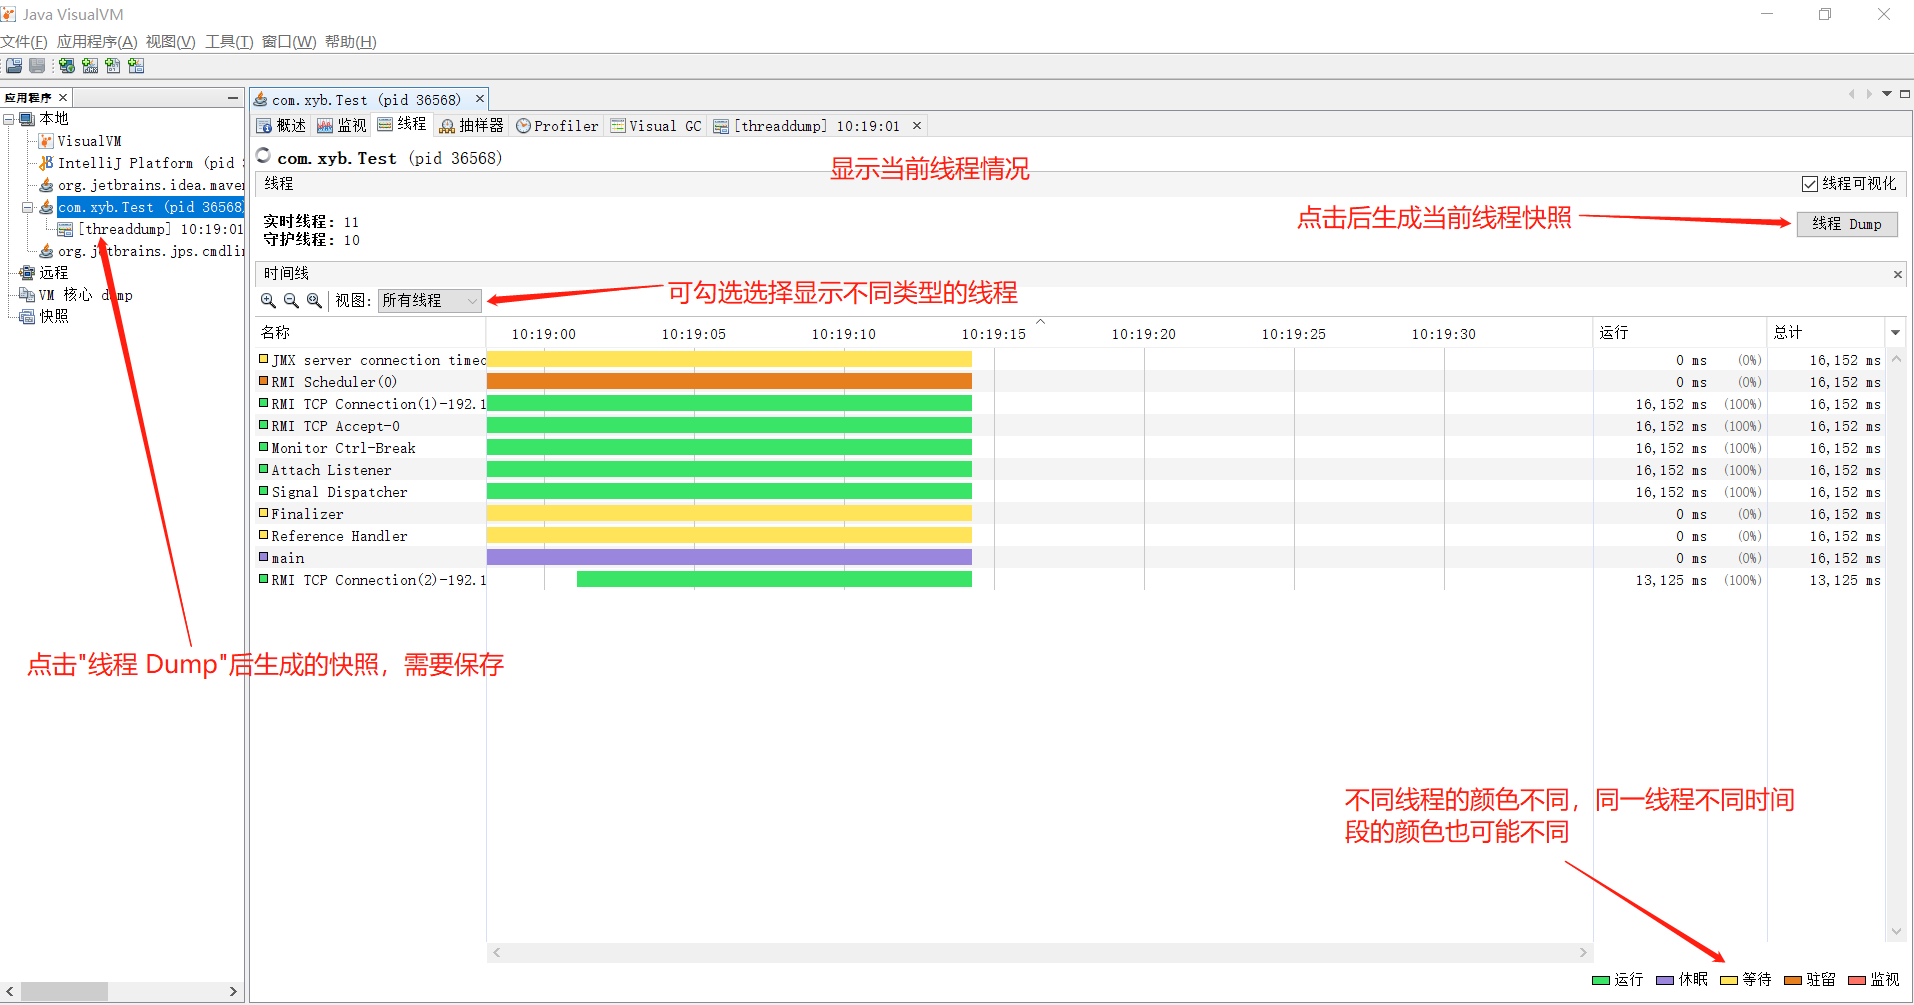 Java VisualVM
文件(F) 应用程序(A) 视图(V) 工具(T) 窗口(W) 帮助(H)
应用程序
本地
VisualVM
IntelliJ Platform (pid
org.jetbrains.idea.maver
com.xyb.Test (pid 36568)
[threaddump] 10:19:01
org.jetbrains.jps.cmdlin
远程
VM 核心 dump
快照
点击"线程 Dump"后生成的快照，需要保存
com.xyb.Test (pid 36568)
概述 监视 线程 抽样器 Profiler Visual GC [threaddump] 10:19:01
com.xyb.Test (pid 36568)
显示当前线程情况
线程 线程可视化
实时线程: 11
守护线程: 10
点击后生成当前线程快照
线程 Dump
时间线
视图: 所有线程
可勾选选择显示不同类型的线程
名称 10:19:00 10:19:05 10:19:10 10:19:15 10:19:20 10:19:25 10:19:30 运行 总计
JMX server connection timeo 0 ms (0%) 16,152 ms
RMI Scheduler(0) 0 ms (0%) 16,152 ms
RMI TCP Connection(1)-192.1 16,152 ms (100%) 16,152 ms
RMI TCP Accept-0 16,152 ms (100%) 16,152 ms
Monitor Ctrl-Break 16,152 ms (100%) 16,152 ms
Attach Listener 16,152 ms (100%) 16,152 ms
Signal Dispatcher 16,152 ms (100%) 16,152 ms
Finalizer 0 ms (0%) 16,152 ms
Reference Handler 0 ms (0%) 16,152 ms
main 0 ms (0%) 16,152 ms
RMI TCP Connection(2)-192.1 13,125 ms (100%) 13,125 ms
不同线程的颜色不同，同一线程不同时间
段的颜色也可能不同
运行 休眠 等待 驻留 监视